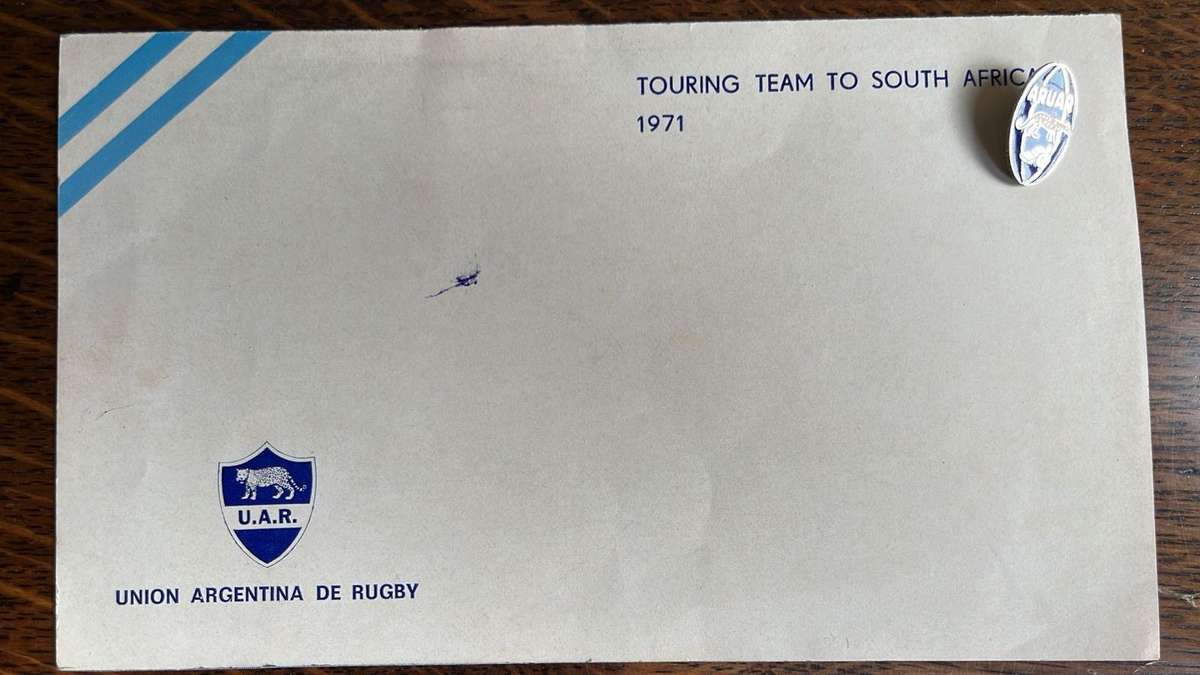 TOURING TEAM TO SOUTH AFRICA
1971
U.A.R.
UNION ARGENTINA DE RUGBY